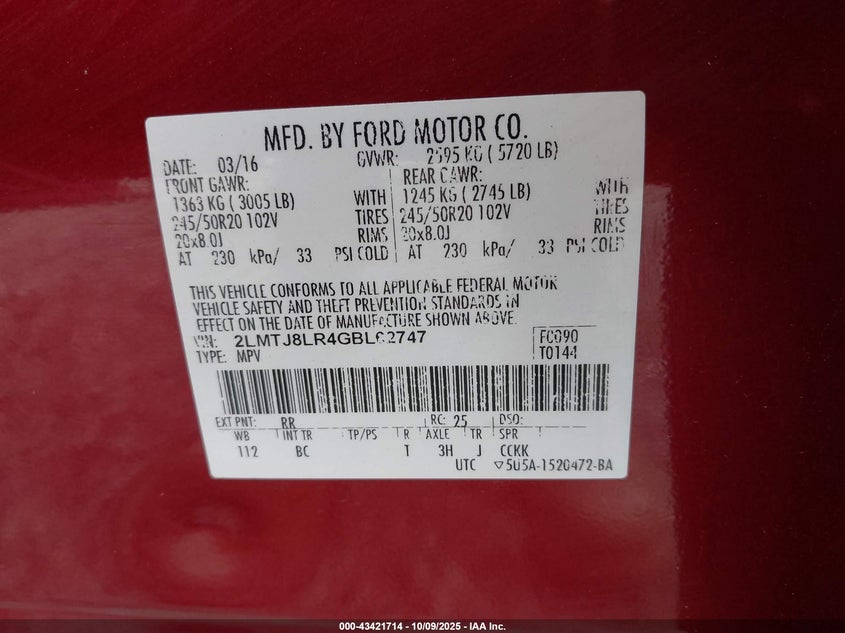 MFD. BY FORD MOTOR CO.
DATE: 03/16 GVWR: 2595 KG ( 5720 LB)
FRONT GAWR: REAR GAWR:
1363 KG ( 3005 LB) WITH 1245 KG ( 2745 LB) WITH
245/50R20 102V TIRES 245/50R20 102V TIRES
20x8.0J RIMS 20x8.0J RIMS
AT 230 kPa/ 33 PSI COLD AT 230 kPa/ 33 PSI COLD
THIS VEHICLE CONFORMS TO ALL APPLICABLE FEDERAL MOTOR
VEHICLE SAFETY AND THEFT PREVENTION STANDARDS IN
EFFECT ON THE DATE OF MANUFACTURE SHOWN ABOVE.
VIN: F0090
TYPE: MPV T0144
EXT PNT: RR RC: 25 DSO:
WB INT TR TP/PS R AXLE TR SPR
112 BC T 3H J CCKK
UTC ▽5U5A-1520472-BA
000-43421714 - 10/09/2025 - IAA Inc.